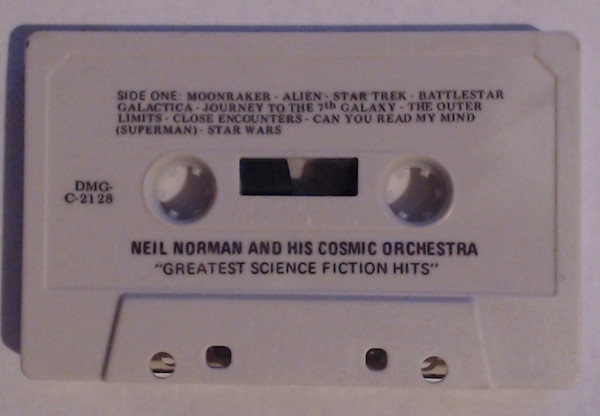 SIDE ONE: MOONRAKER · ALIEN · STAR TREK · BATTLESTAR
GALACTICA · JOURNEY TO THE 7th GALAXY · THE OUTER
LIMITS · CLOSE ENCOUNTERS · CAN YOU READ MY MIND
(SUPERMAN) · STAR WARS
DMG-
C-2128
NEIL NORMAN AND HIS COSMIC ORCHESTRA
"GREATEST SCIENCE FICTION HITS"